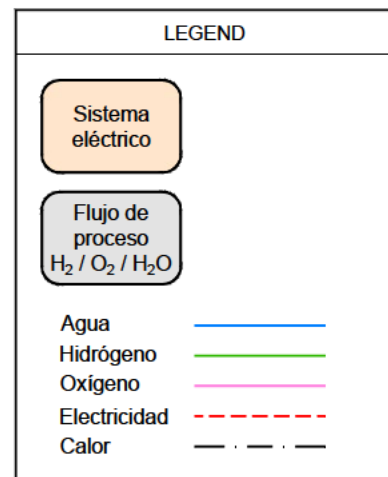 LEGEND
Sistema
eléctrico
Flujo de
proceso
H₂ / O₂ / H₂O
Agua
Hidrógeno
Oxígeno
Electricidad
Calor